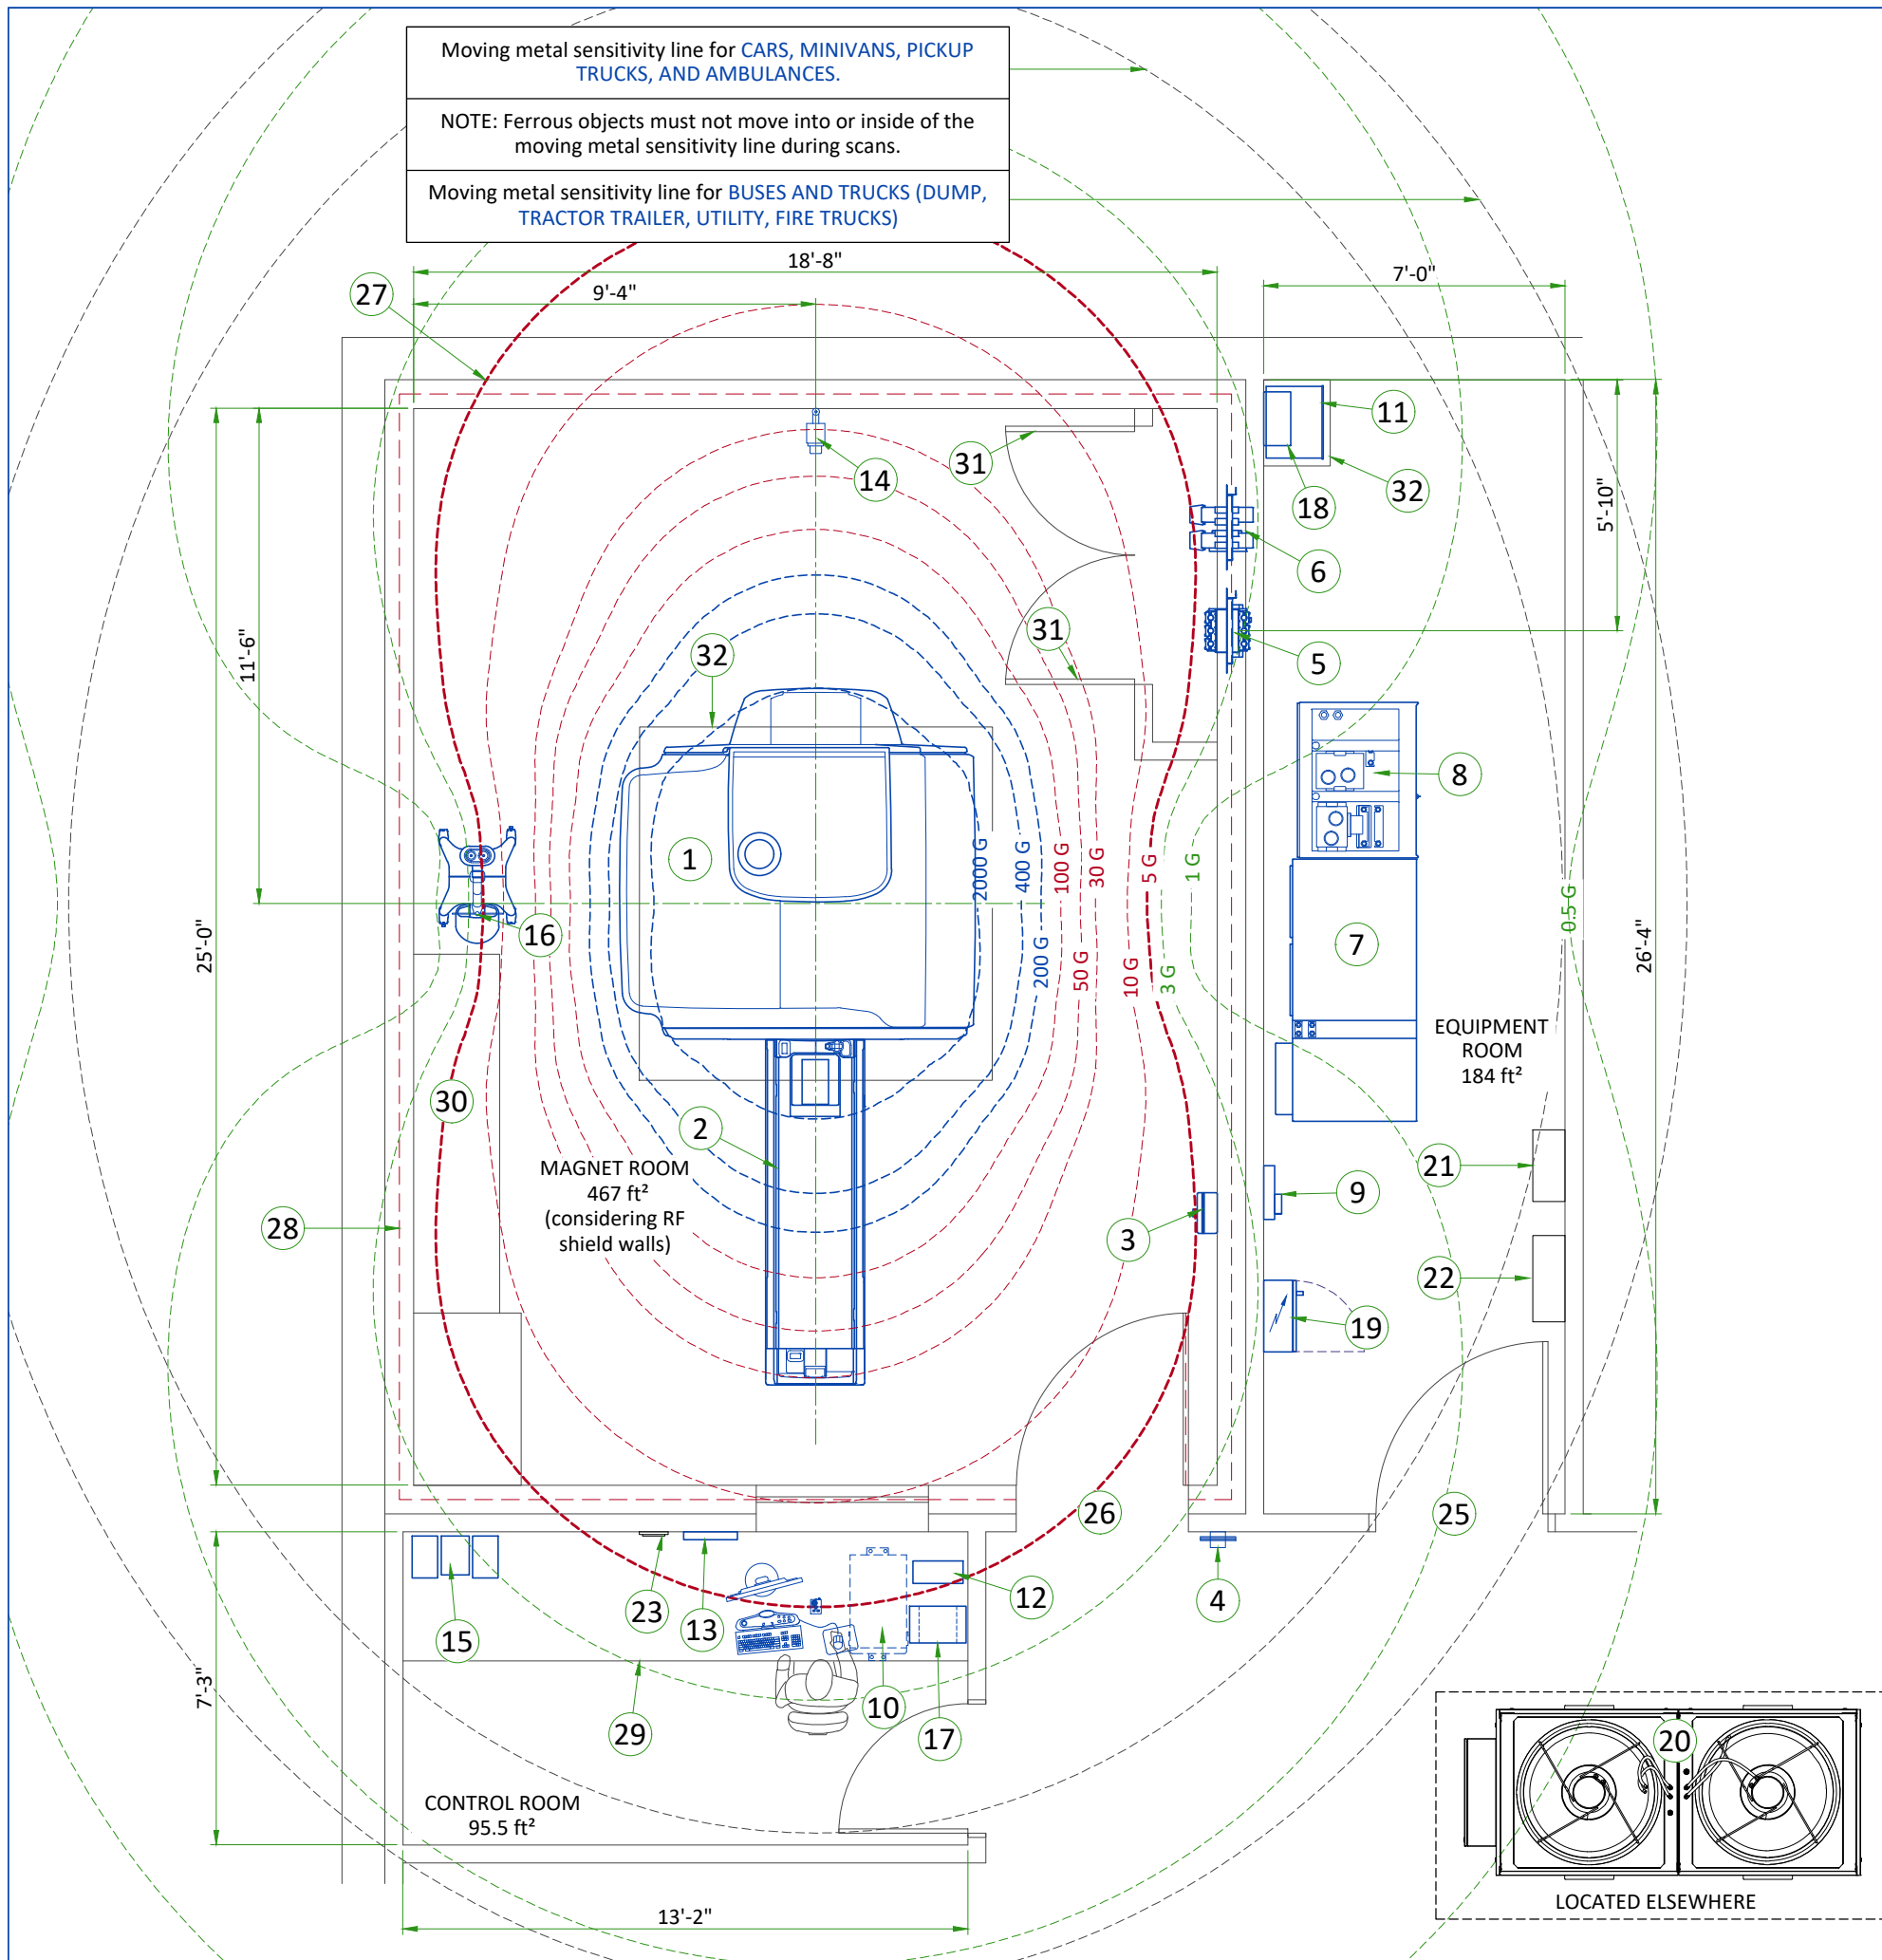 Moving metal sensitivity line for CARS, MINIVANS, PICKUP
TRUCKS, AND AMBULANCES.
NOTE: Ferrous objects must not move into or inside of the
moving metal sensitivity line during scans.
Moving metal sensitivity line for BUSES AND TRUCKS (DUMP,
TRACTOR TRAILER, UTILITY, FIRE TRUCKS)
18'-8"
7'-0"
9'-4"
27
11
31
14
32
18
5'-10"
6
31
11'-6"
32
5
8
1
2000 G
400 G
200 G
100 G
50 G
30 G
10 G
5 G
3 G
1 G
0.5 G
16
7
25'-0"
26'-4"
EQUIPMENT
ROOM
184 ft²
30
2
MAGNET ROOM
467 ft²
(considering RF
shield walls)
21
9
28
3
22
19
26
25
23
13
12
4
15
7'-3"
10
29
17
20
CONTROL ROOM
95.5 ft²
LOCATED ELSEWHERE
13'-2"